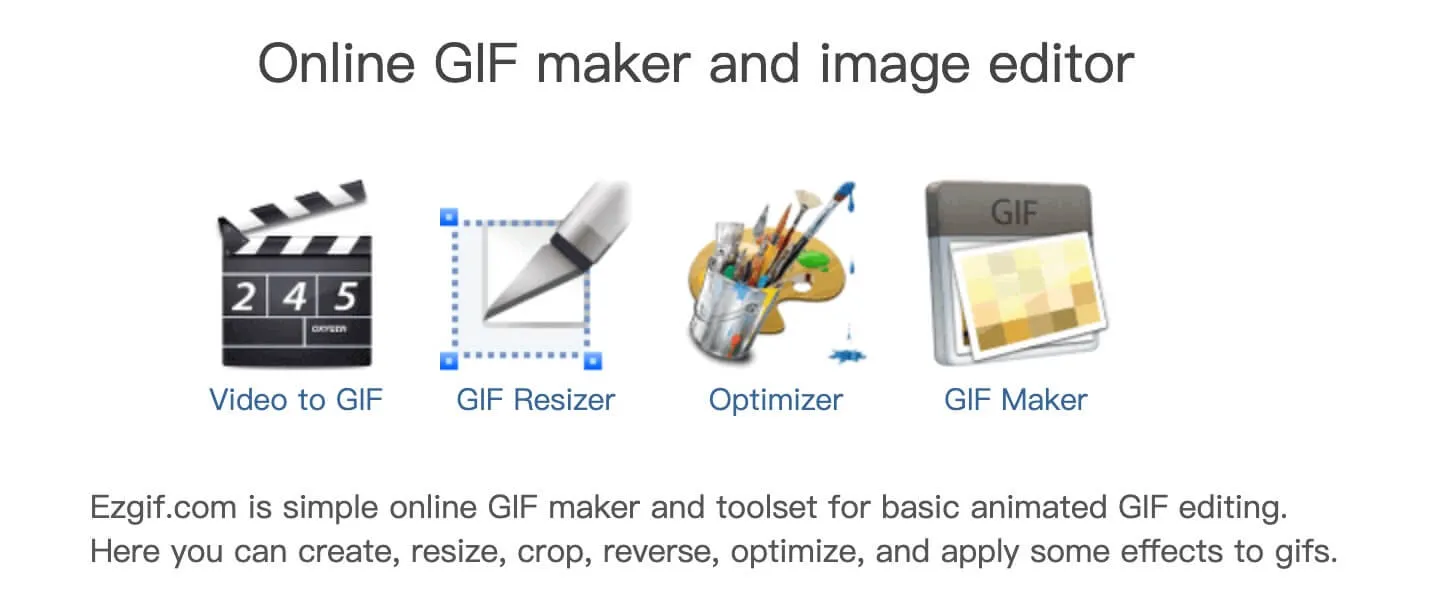 Online GIF maker and image editor
GIF
2 4 5
OXYGEN
Video to GIF
GIF Resizer
Optimizer
GIF Maker
Ezgif.com is simple online GIF maker and toolset for basic animated GIF editing.
Here you can create, resize, crop, reverse, optimize, and apply some effects to gifs.